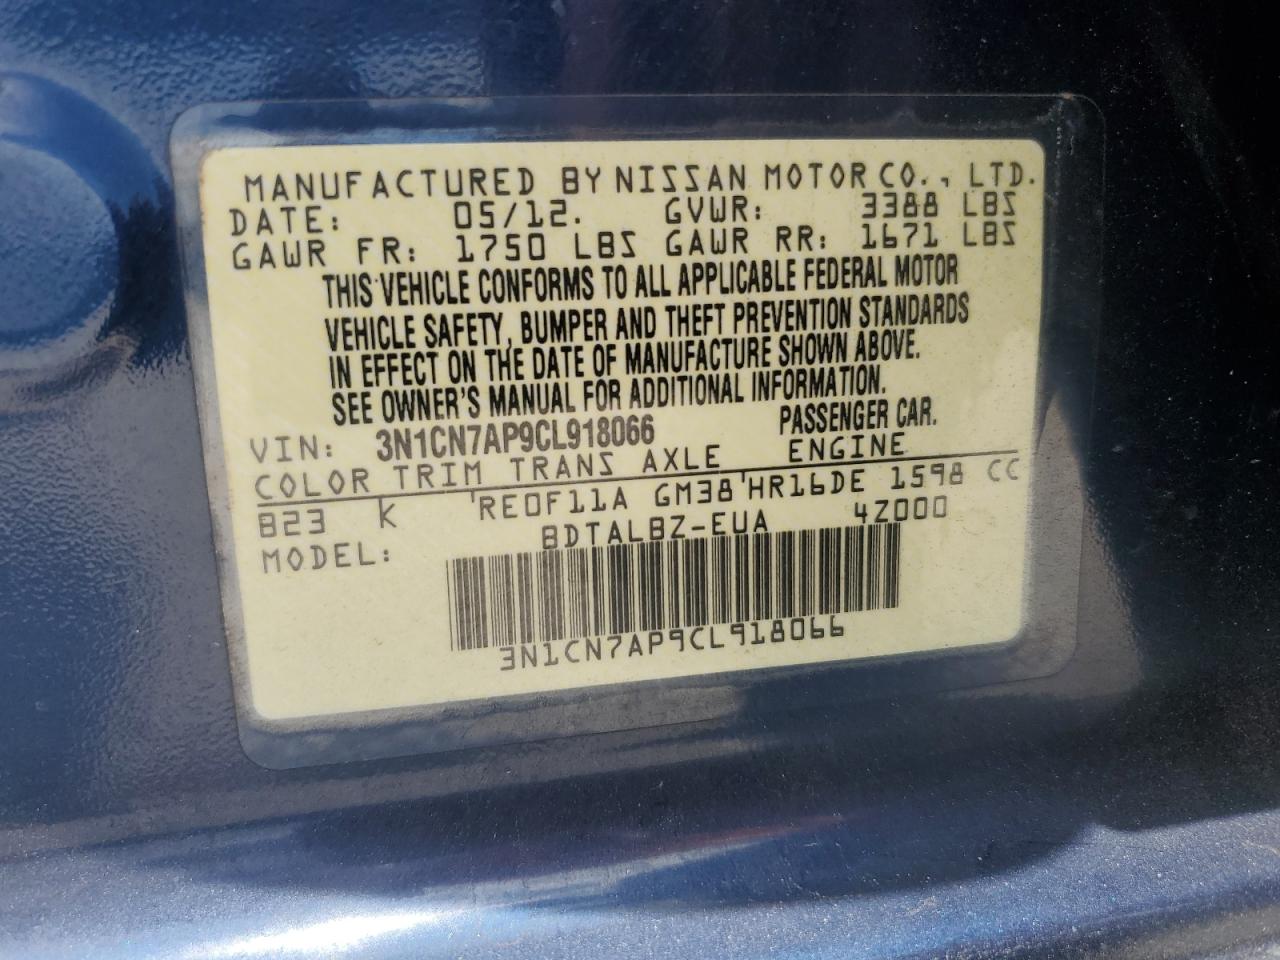 MANUFACTURED BY NISSAN MOTOR CO., LTD.
DATE: 05/12. GVWR: 3388 LBS
GAWR FR: 1750 LBS GAWR RR: 1671 LBS
THIS VEHICLE CONFORMS TO ALL APPLICABLE FEDERAL MOTOR
VEHICLE SAFETY, BUMPER AND THEFT PREVENTION STANDARDS
IN EFFECT ON THE DATE OF MANUFACTURE SHOWN ABOVE.
SEE OWNER'S MANUAL FOR ADDITIONAL INFORMATION.
VIN: 3N1CN7AP9CL918066 PASSENGER CAR.
COLOR TRIM TRANS AXLE ENGINE
B23 K RE0F11A GM38 HR16DE 1598 CC
MODEL: BDTALBZ-EUA 4Z000
3N1CN7AP9CL918066